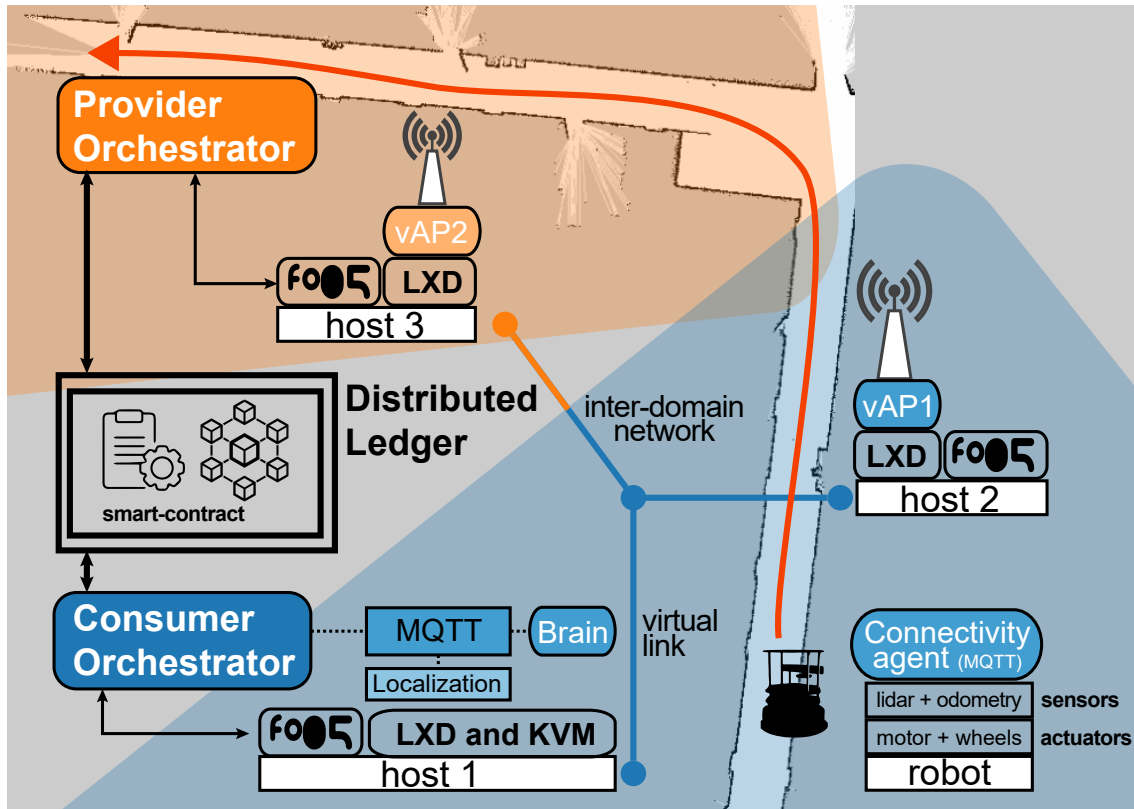 Provider
Orchestrator
vAP2
fo05
LXD
host 3
Distributed
Ledger
smart-contract
inter-domain
network
vAP1
LXD
fo05
host 2
Consumer
Orchestrator
MQTT
Brain
Localization
virtual
link
fo05
LXD and KVM
host 1
Connectivity
agent (MQTT)
lidar + odometry
sensors
motor + wheels
actuators
robot